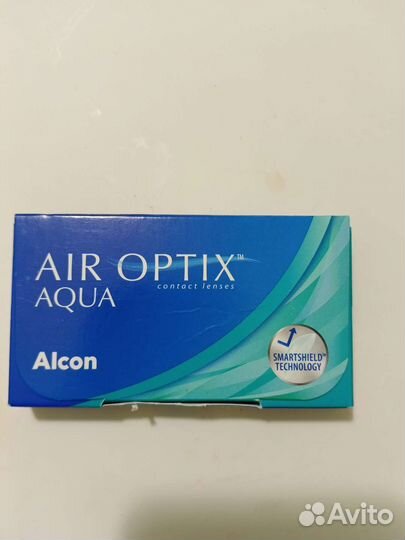 AIR OPTIX™
contact lenses
AQUA
Alcon
SMARTSHIELD™
TECHNOLOGY
Avito